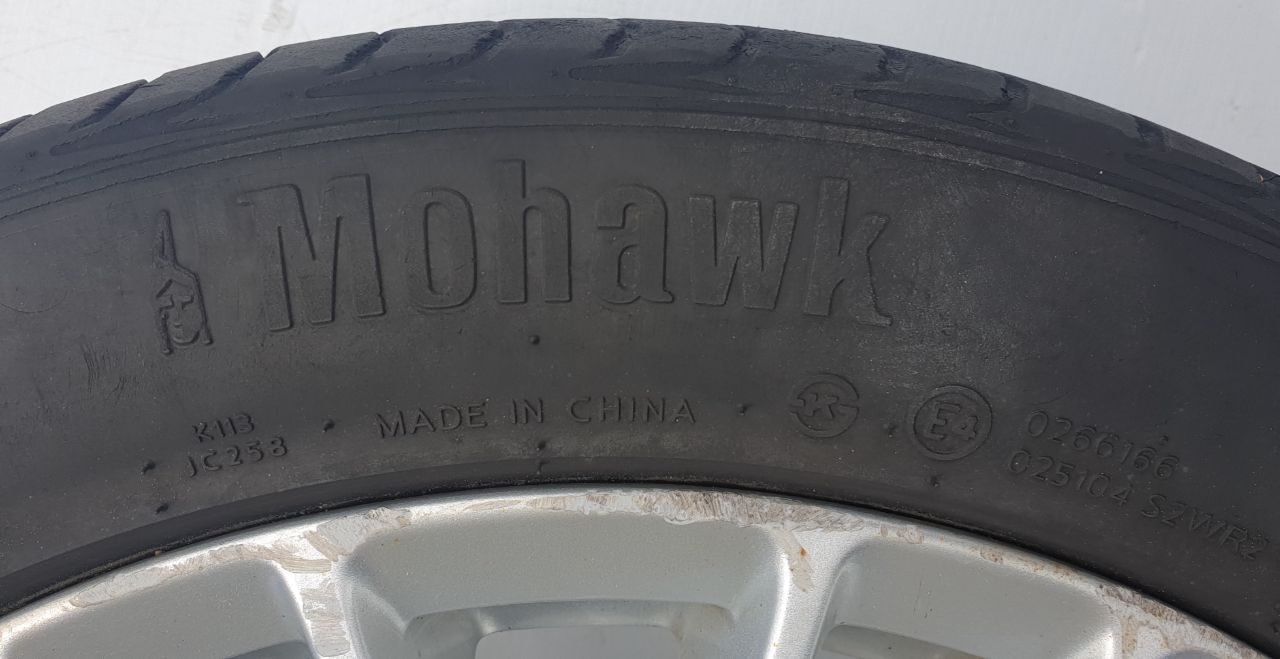 Mohawk
K113
JC258
MADE IN CHINA
K
E4
0266166
025104 S2WR2